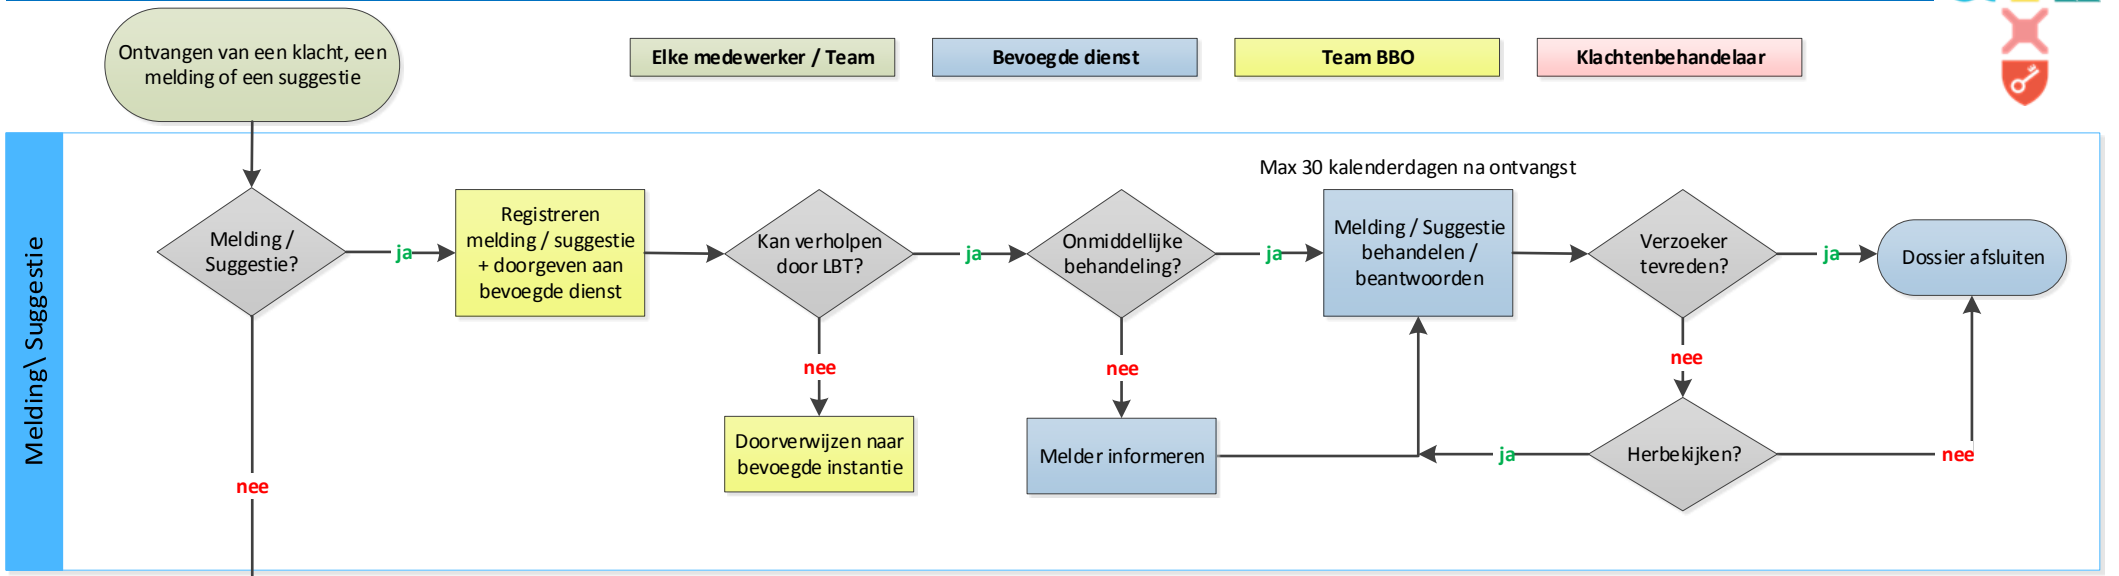 Ontvangen van een klacht, een
melding of een suggestie
Elke medewerker / Team
Bevoegde dienst
Team BBO
Klachtenbehandelaar
Melding\ Suggestie
Max 30 kalenderdagen na ontvangst
Melding /
Suggestie?
ja
Registreren
melding / suggestie
+ doorgeven aan
bevoegde dienst
Kan verholpen
door LBT?
ja
Onmiddellijke
behandeling?
ja
Melding / Suggestie
behandelen /
beantwoorden
Verzoeker
tevreden?
ja
Dossier afsluiten
nee
nee
nee
Doorverwijzen naar
bevoegde instantie
Melder informeren
ja
Herbekijken?
nee
nee